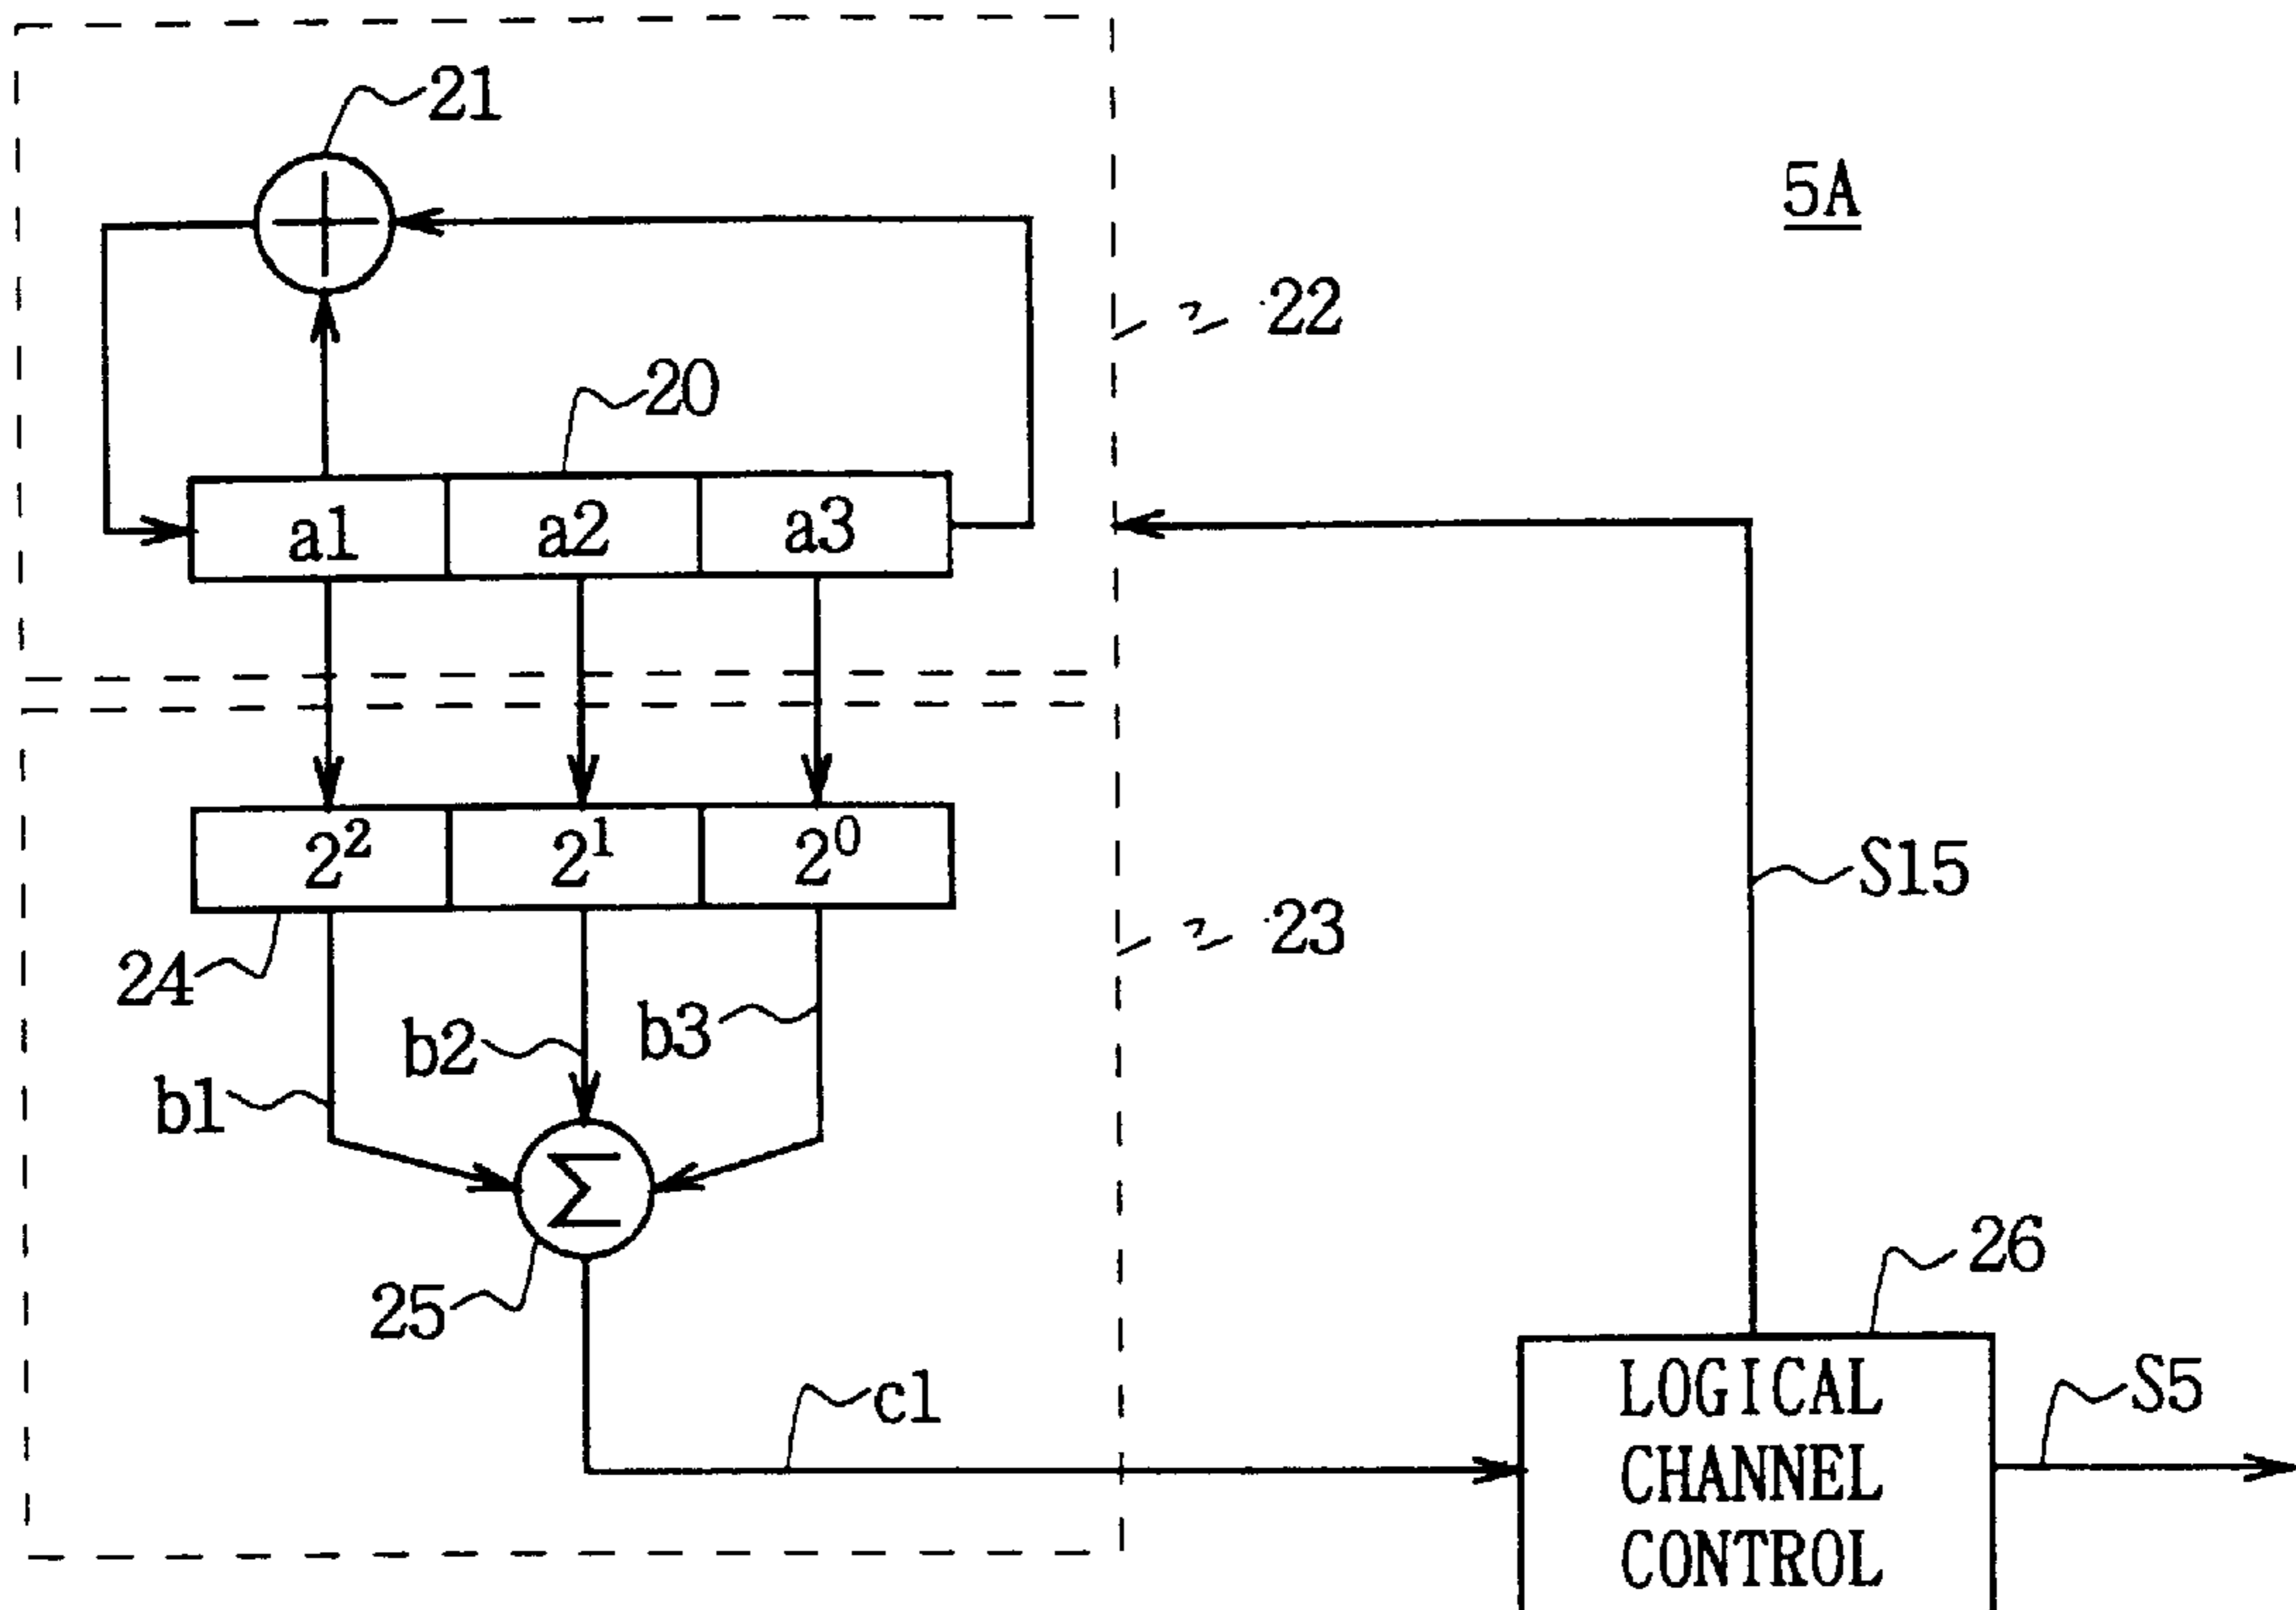 21
5A
22
20
a1 a2 a3
2² 2¹ 2⁰
S15
24
23
b2 b3
b1
Σ
25
26
c1
LOGICAL
CHANNEL
CONTROL
S5